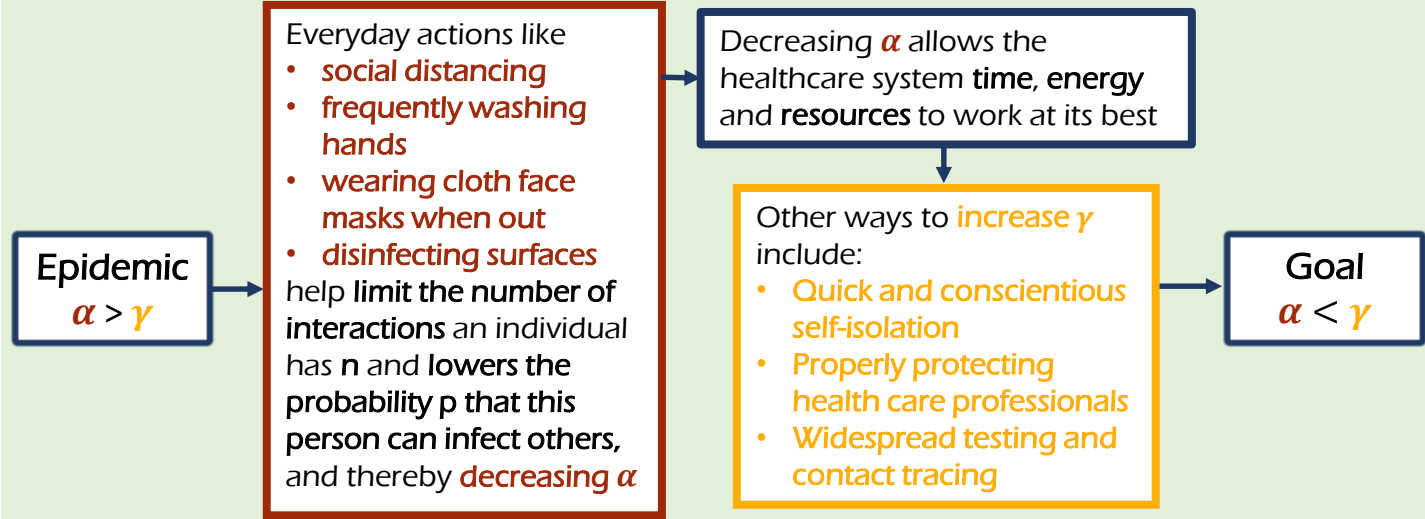 Epidemic
α > γ
Everyday actions like
• social distancing
• frequently washing
hands
• wearing cloth face
masks when out
• disinfecting surfaces
help limit the number of
interactions an individual
has n and lowers the
probability p that this
person can infect others,
and thereby decreasing α
Decreasing α allows the
healthcare system time, energy
and resources to work at its best
Other ways to increase γ
include:
• Quick and conscientious
self-isolation
• Properly protecting
health care professionals
• Widespread testing and
contact tracing
Goal
α < γ